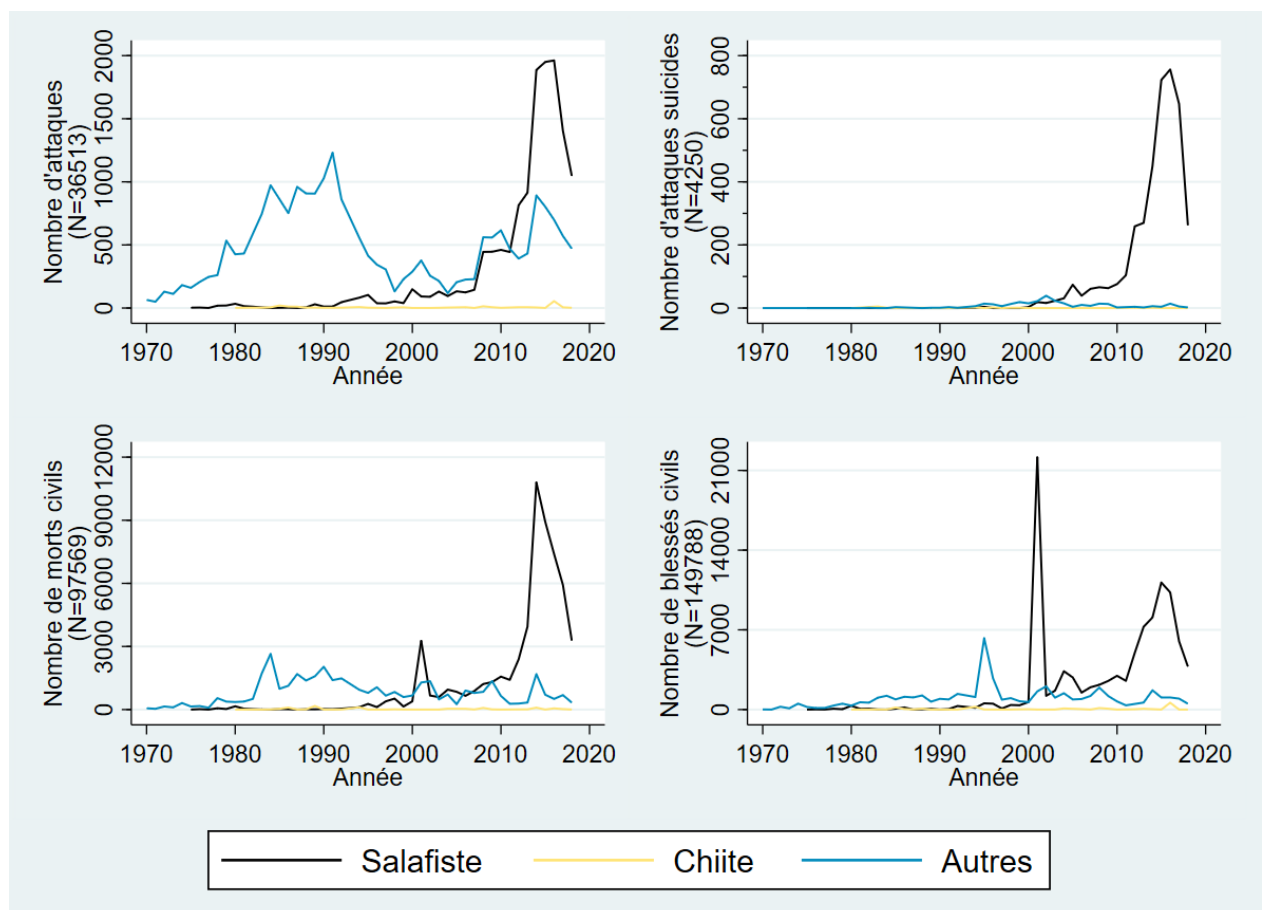 Nombre d'attaques
(N=36513)
0 500 1000 1500 2000
1970 1980 1990 2000 2010 2020
Année
Nombre d'attaques suicides
(N=4250)
0 200 400 600 800
1970 1980 1990 2000 2010 2020
Année
Nombre de morts civils
(N=97569)
0 3000 6000 9000 12000
1970 1980 1990 2000 2010 2020
Année
Nombre de blessés civils
(N=149788)
0 7000 14000 21000
1970 1980 1990 2000 2010 2020
Année
Salafiste Chiite Autres